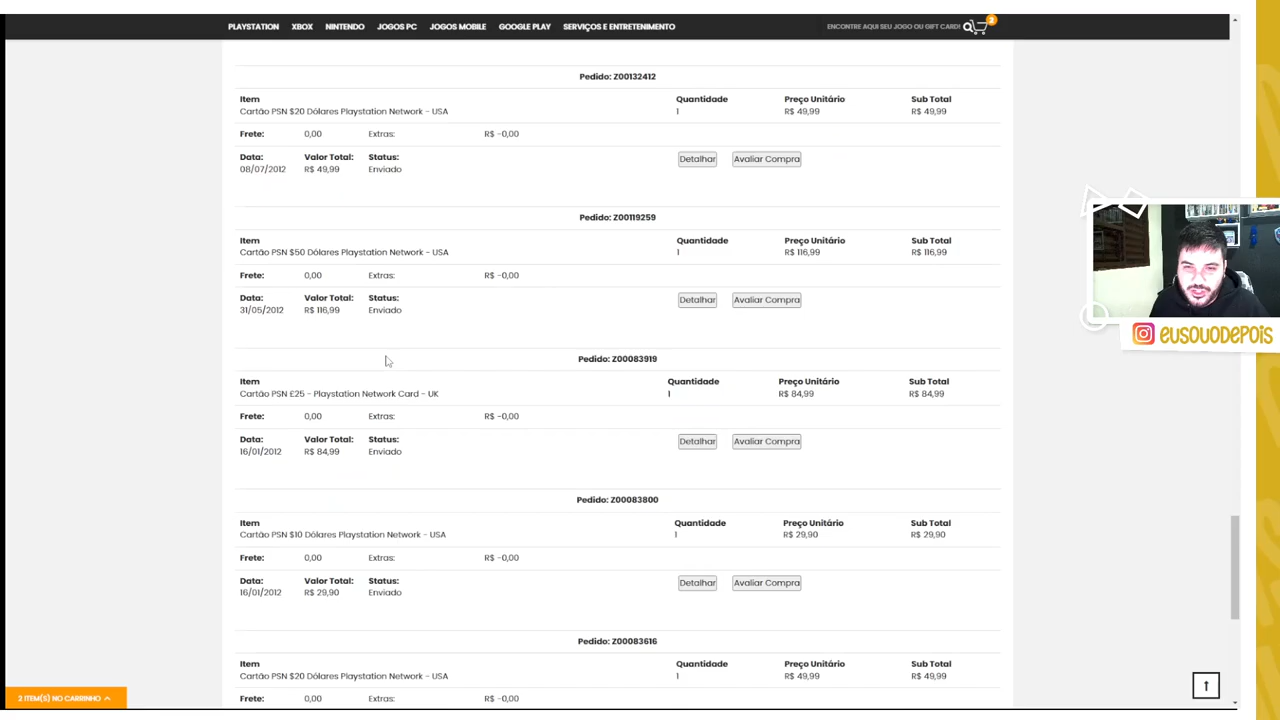 PLAYSTATION XBOX NINTENDO JOGOS PC JOGOS MOBILE GOOGLE PLAY SERVIÇOS E ENTRETENIMENTO ENCONTRE AQUI SEU JOGO OU GIFT CARD! 2
Pedido: Z00132412
Item Quantidade Preço Unitário Sub Total
Cartão PSN $20 Dólares Playstation Network - USA 1 R$ 49,99 R$ 49,99
Frete: 0,00 Extras: R$ -0,00
Data: Valor Total: Status: Detalhar Avaliar Compra
08/07/2012 R$ 49,99 Enviado
Pedido: Z00119259
Item Quantidade Preço Unitário Sub Total
Cartão PSN $50 Dólares Playstation Network - USA 1 R$ 116,99 R$ 116,99
Frete: 0,00 Extras: R$ -0,00
Data: Valor Total: Status: Detalhar Avaliar Compra
31/05/2012 R$ 116,99 Enviado
eusouodepois
Pedido: Z00083919
Item Quantidade Preço Unitário Sub Total
Cartão PSN £25 - Playstation Network Card - UK 1 R$ 84,99 R$ 84,99
Frete: 0,00 Extras: R$ -0,00
Data: Valor Total: Status: Detalhar Avaliar Compra
16/01/2012 R$ 84,99 Enviado
Pedido: Z00083800
Item Quantidade Preço Unitário Sub Total
Cartão PSN $10 Dólares Playstation Network - USA 1 R$ 29,90 R$ 29,90
Frete: 0,00 Extras: R$ -0,00
Data: Valor Total: Status: Detalhar Avaliar Compra
16/01/2012 R$ 29,90 Enviado
Pedido: Z00083616
Item Quantidade Preço Unitário Sub Total
Cartão PSN $20 Dólares Playstation Network - USA 1 R$ 49,99 R$ 49,99
Frete: 0,00 Extras: R$ -0,00
2 ITEM(S) NO CARRINHO